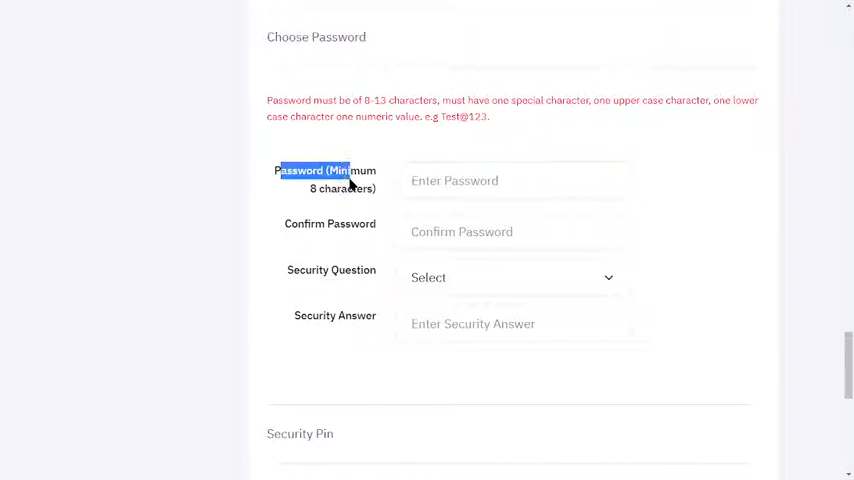 Choose Password
Password must be of 8-13 characters, must have one special character, one upper case character, one lower
case character one numeric value. e.g Test@123.
Password (Minimum
8 characters)
Enter Password
Confirm Password
Confirm Password
Security Question
Select
Security Answer
Enter Security Answer
Security Pin